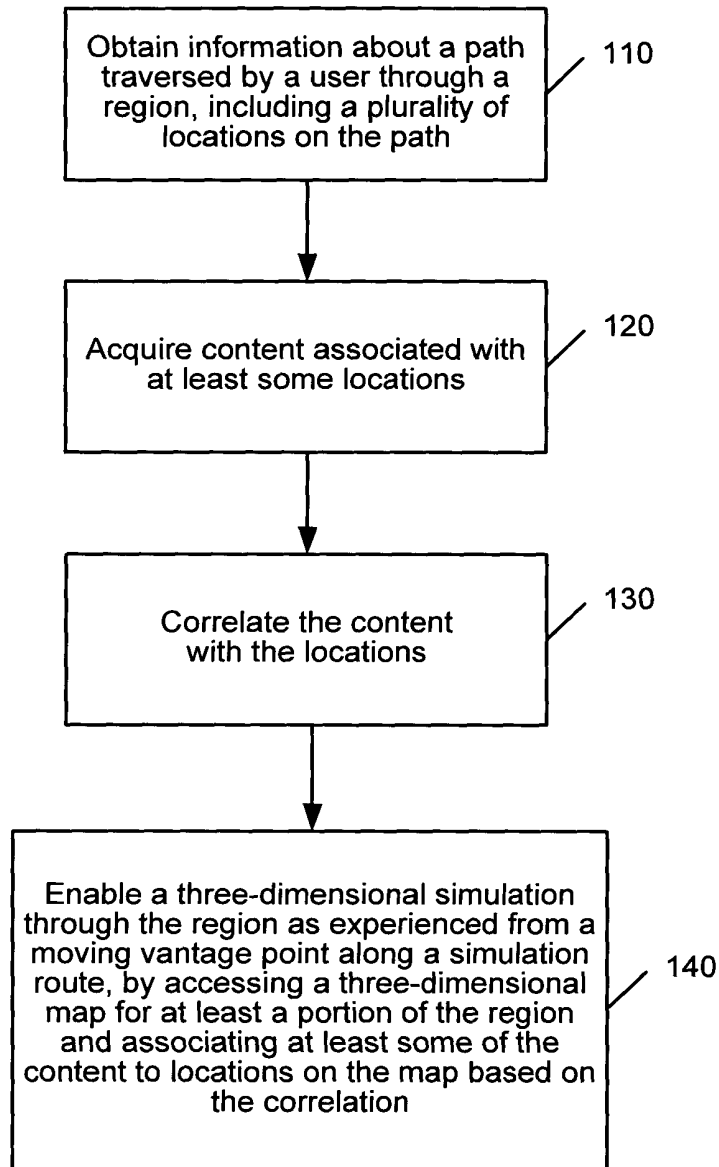 Obtain information about a path
traversed by a user through a
region, including a plurality of
locations on the path
110
Acquire content associated with
at least some locations
120
Correlate the content
with the locations
130
Enable a three-dimensional simulation
through the region as experienced from a
moving vantage point along a simulation
route, by accessing a three-dimensional
map for at least a portion of the region
and associating at least some of the
content to locations on the map based on
the correlation
140